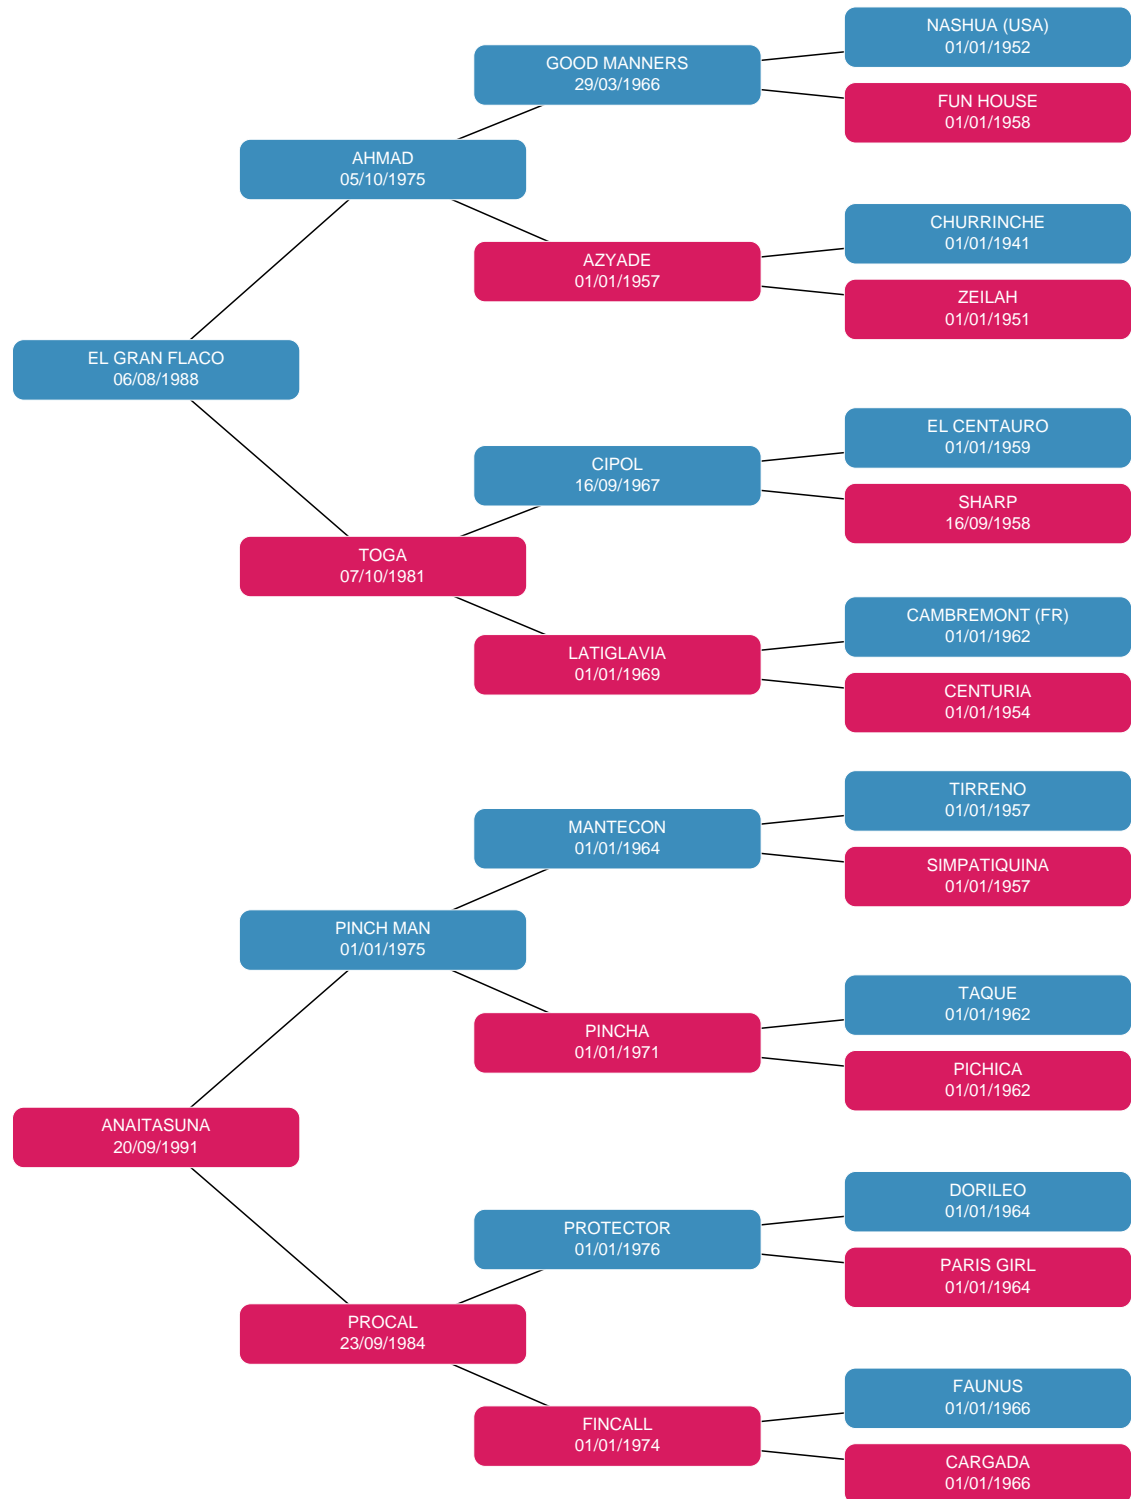 NASHUA (USA)
01/01/1952
GOOD MANNERS
29/03/1966
FUN HOUSE
01/01/1958
AHMAD
05/10/1975
CHURRINCHE
01/01/1941
AZYADE
01/01/1957
ZEILAH
01/01/1951
EL GRAN FLACO
06/08/1988
EL CENTAURO
01/01/1959
CIPOL
16/09/1967
SHARP
16/09/1958
TOGA
07/10/1981
CAMBREMONT (FR)
01/01/1962
LATIGLAVIA
01/01/1969
CENTURIA
01/01/1954
TIRRENO
01/01/1957
MANTECON
01/01/1964
SIMPATIQUINA
01/01/1957
PINCH MAN
01/01/1975
TAQUE
01/01/1962
PINCHA
01/01/1971
PICHICA
01/01/1962
ANAITASUNA
20/09/1991
DORILEO
01/01/1964
PROTECTOR
01/01/1976
PARIS GIRL
01/01/1964
PROCAL
23/09/1984
FAUNUS
01/01/1966
FINCALL
01/01/1974
CARGADA
01/01/1966